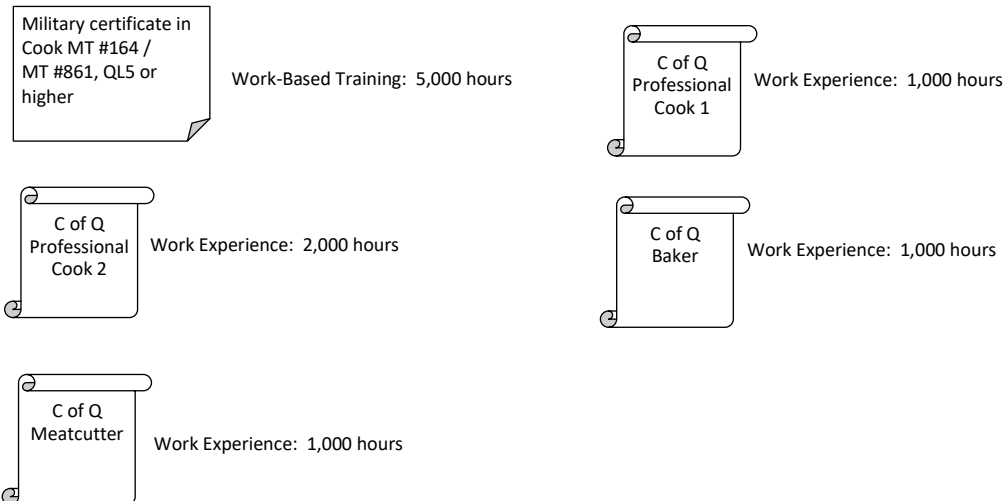 Military certificate in
Cook MT #164 /
MT #861, QL5 or
higher
Work-Based Training:  5,000 hours
C of Q
Professional
Cook 1
Work Experience:  1,000 hours
C of Q
Professional
Cook 2
Work Experience:  2,000 hours
C of Q
Baker
Work Experience:  1,000 hours
C of Q
Meatcutter
Work Experience:  1,000 hours